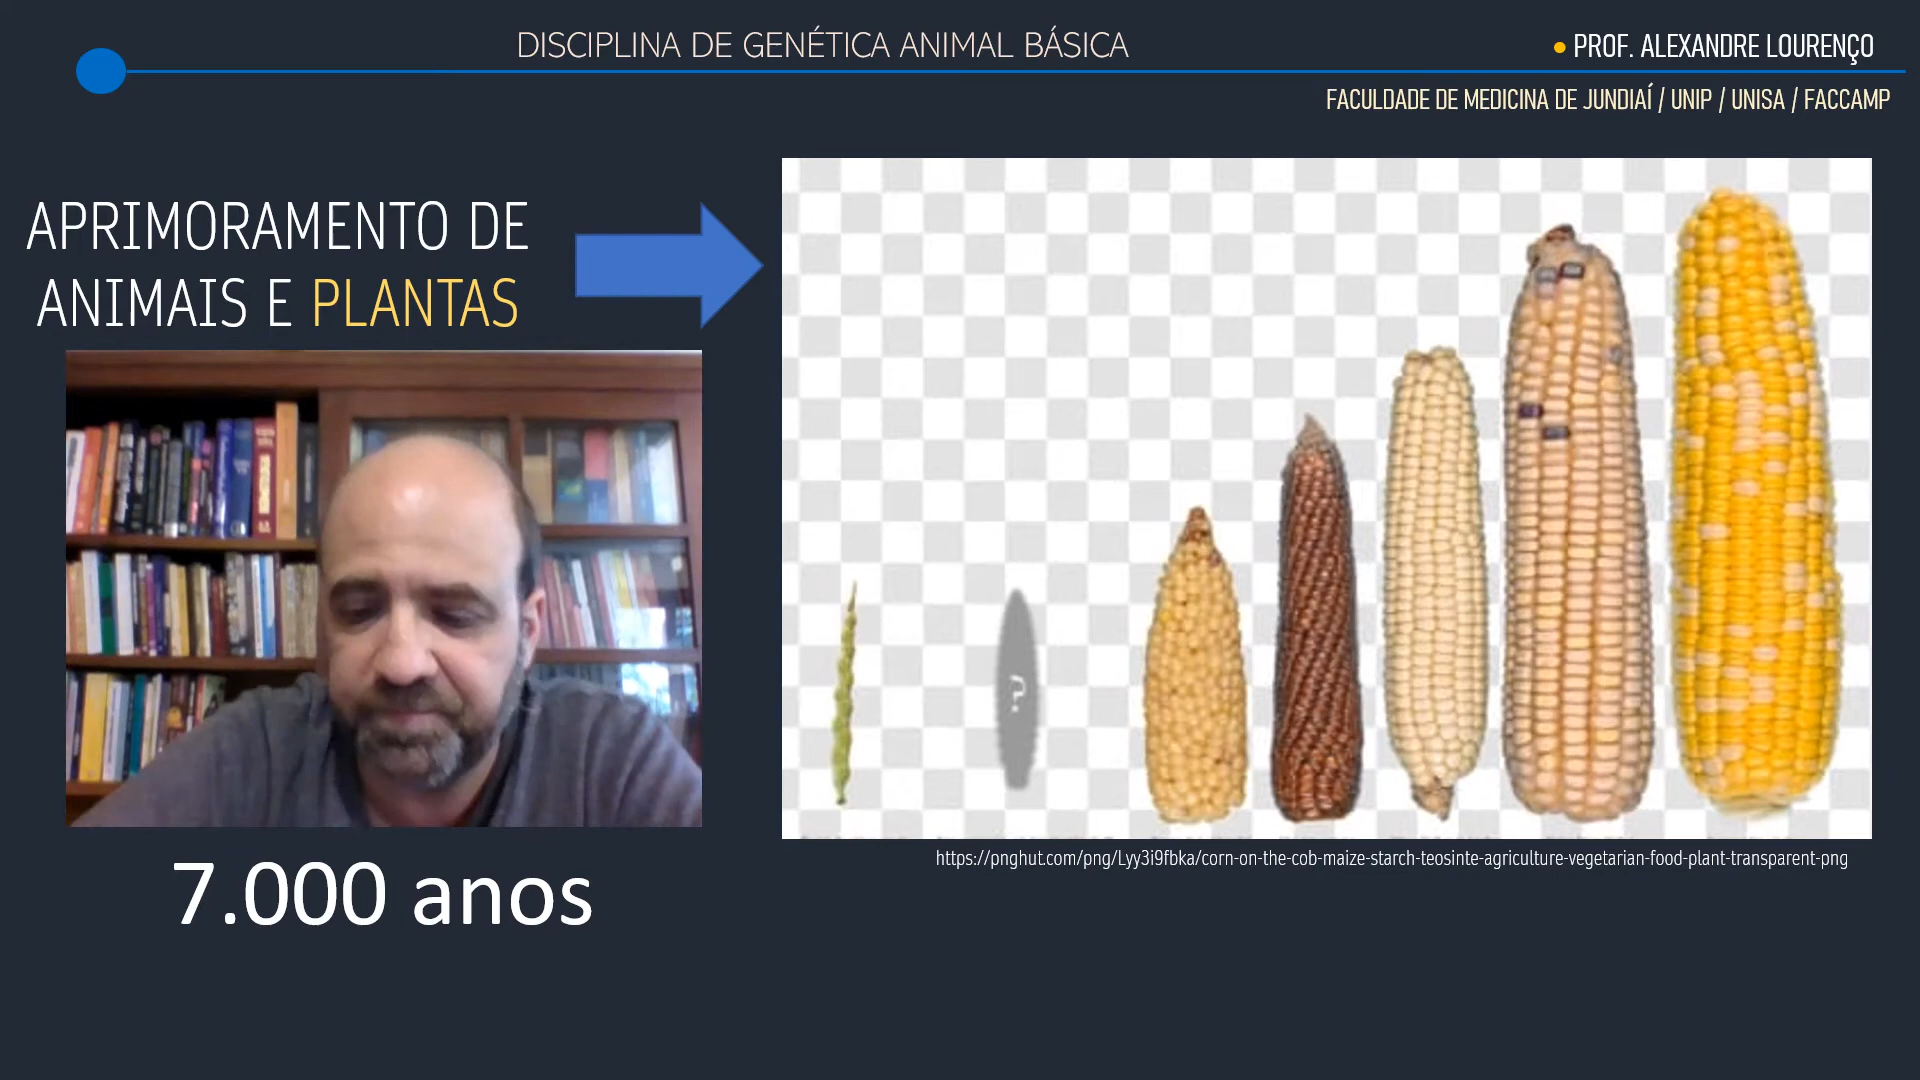 DISCIPLINA DE GENÉTICA ANIMAL BÁSICA
PROF. ALEXANDRE LOURENÇO
FACULDADE DE MEDICINA DE JUNDIAÍ / UNIP / UNISA / FACCAMP
APRIMORAMENTO DE
ANIMAIS E PLANTAS
?
https://pnghut.com/png/Lyy3i9fbka/corn-on-the-cob-maize-starch-teosinte-agriculture-vegetarian-food-plant-transparent-png
7.000 anos